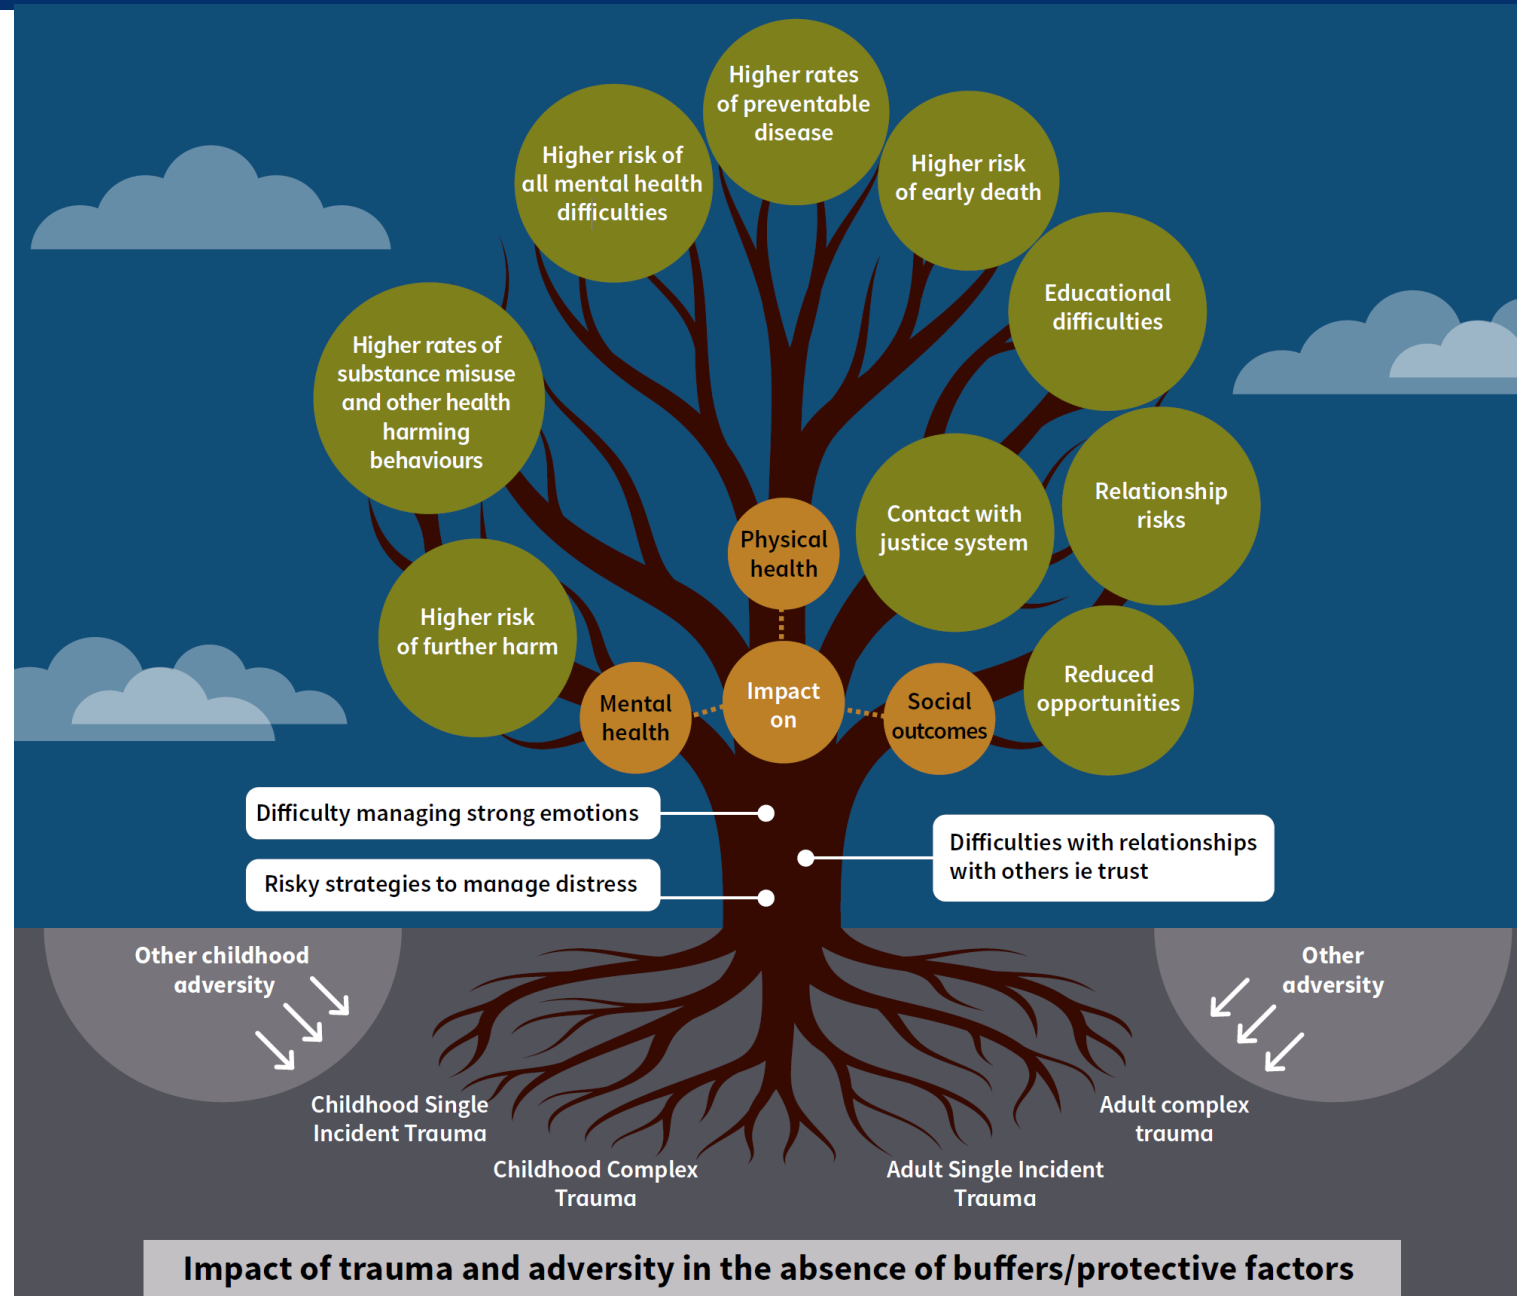 Higher rates
of preventable
disease
Higher risk of
all mental health
difficulties
Higher risk
of early death
Educational
difficulties
Higher rates of
substance misuse
and other health
harming
behaviours
Relationship
risks
Contact with
justice system
Physical
health
Higher risk
of further harm
Reduced
opportunities
Impact
on
Mental
health
Social
outcomes
Difficulty managing strong emotions
Difficulties with relationships
with others ie trust
Risky strategies to manage distress
Other childhood
adversity
Other
adversity
Childhood Single
Incident Trauma
Adult complex
trauma
Childhood Complex
Trauma
Adult Single Incident
Trauma
Impact of trauma and adversity in the absence of buffers/protective factors